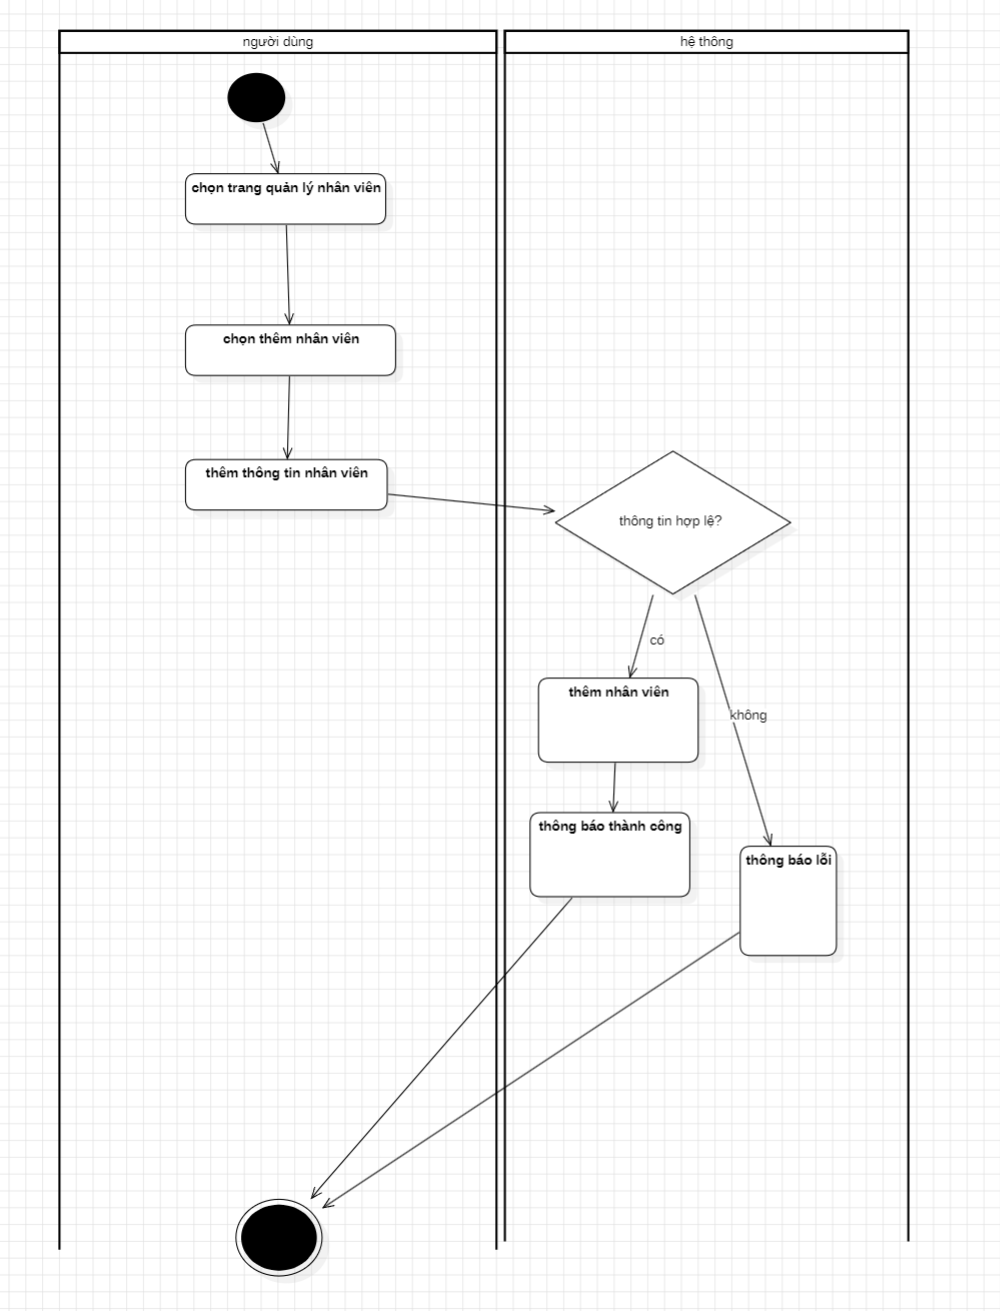 người dùng
hệ thông
chọn trang quản lý nhân viên
chọn thêm nhân viên
thêm thông tin nhân viên
thông tin hợp lệ?
có
thêm nhân viên
không
thông báo thành công
thông báo lỗi